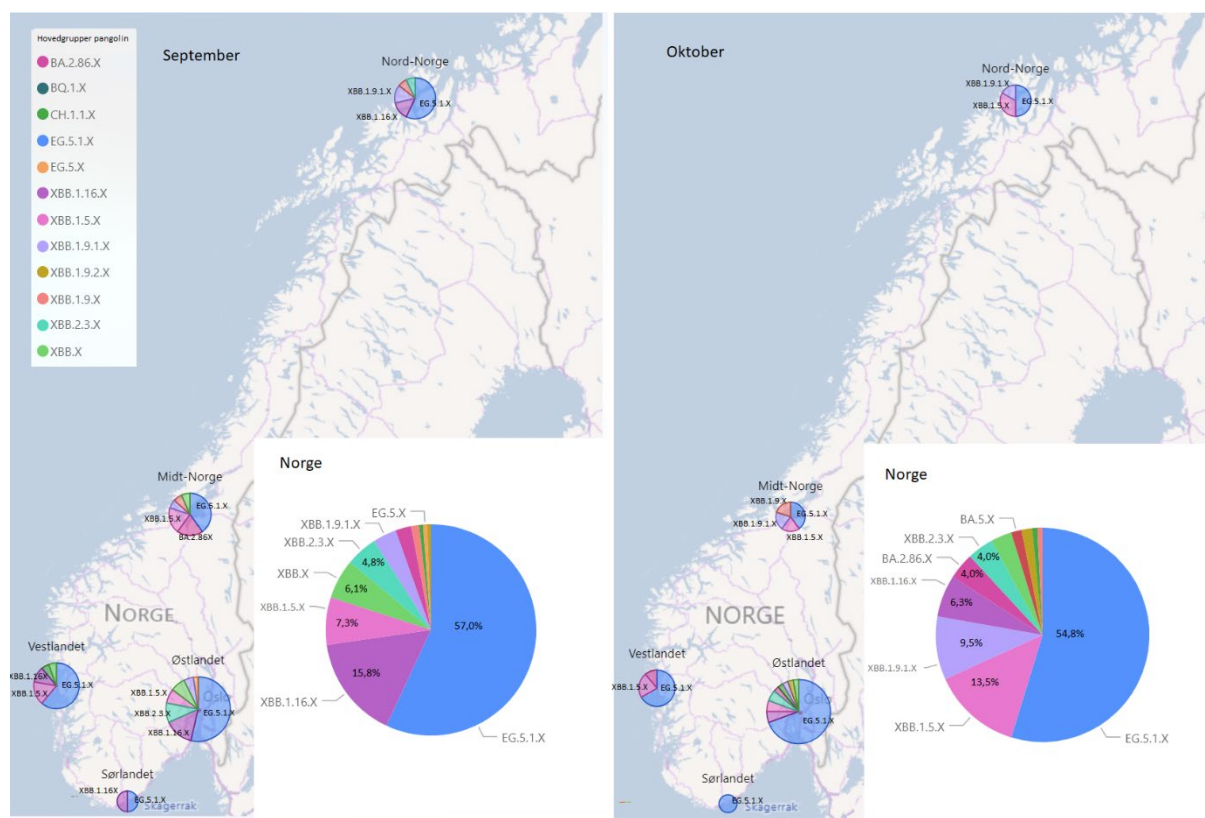 Hovedgrupper pangolin
BA.2.86.X
BQ.1.X
CH.1.1.X
EG.5.1.X
EG.5.X
XBB.1.16.X
XBB.1.5.X
XBB.1.9.1.X
XBB.1.9.2.X
XBB.1.9.X
XBB.2.3.X
XBB.X
September
Nord-Norge
XBB.1.9.1.X
EG.5.1.X
XBB.1.16.X
Midt-Norge
EG.5.1.X
XBB.1.5.X
BA.2.86X
NORGE
Vestlandet
XBB.1.16X
EG.5.1.X
XBB.1.5.X
Østlandet
XBB.1.5.X
Oslo
XBB.2.3.X
EG.5.1.X
XBB.1.16.X
Sørlandet
XBB.1.16X
EG.5.1.X
Skagerrak
Norge
EG.5.X
XBB.1.9.1.X
XBB.2.3.X
4,8%
XBB.X
6,1%
XBB.1.5.X
7,3%
57,0%
15,8%
XBB.1.16.X
EG.5.1.X
Oktober
Nord-Norge
XBB.1.9.1.X
EG.5.1.X
XBB.1.5.X
Midt-Norge
XBB.1.9.X
EG.5.1.X
XBB.1.9.1.X
XBB.1.5.X
NORGE
Vestlandet
XBB.1.5.X
EG.5.1.X
Østlandet
Oslo
EG.5.1.X
Sørlandet
EG.5.1.X
Skagerrak
Norge
BA.5.X
XBB.2.3.X
4,0%
BA.2.86.X
4,0%
XBB.1.16.X
6,3%
9,5%
54,8%
XBB.1.9.1.X
13,5%
XBB.1.5.X
EG.5.1.X